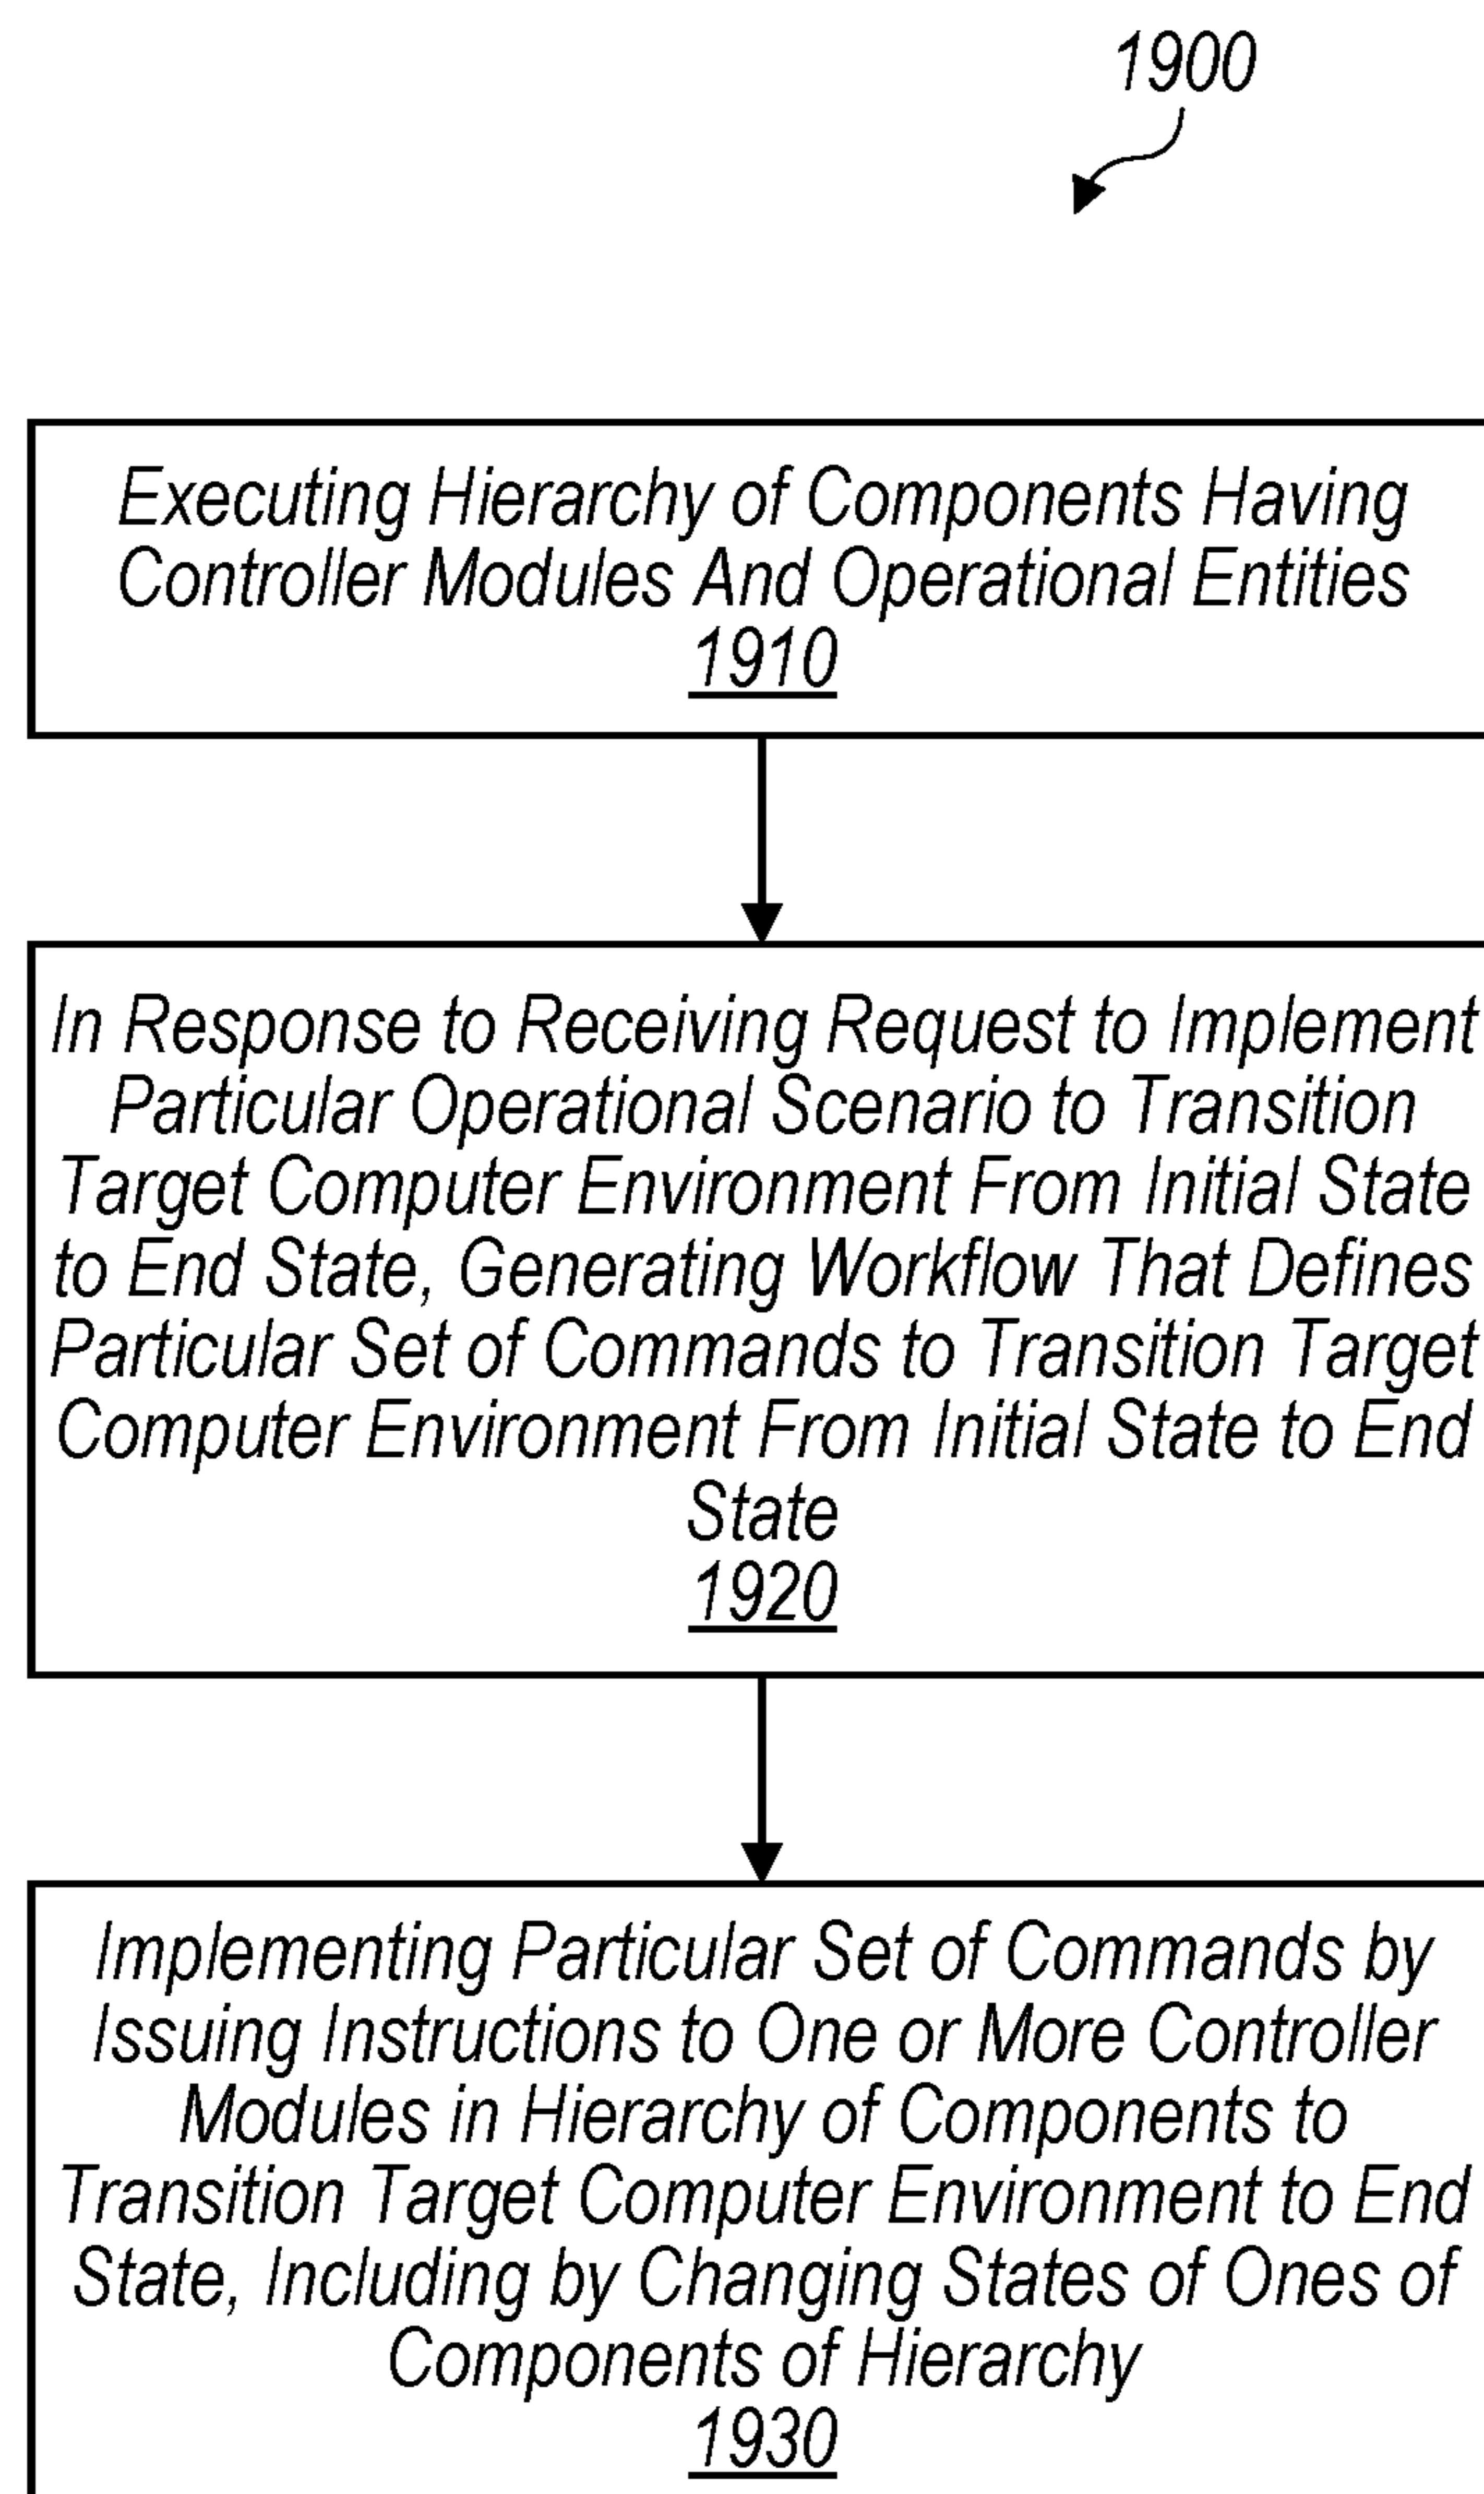 1900
Executing Hierarchy of Components Having
Controller Modules And Operational Entities
1910
In Response to Receiving Request to Implement
Particular Operational Scenario to Transition
Target Computer Environment From Initial State
to End State, Generating Workflow That Defines
Particular Set of Commands to Transition Target
Computer Environment From Initial State to End
State
1920
Implementing Particular Set of Commands by
Issuing Instructions to One or More Controller
Modules in Hierarchy of Components to
Transition Target Computer Environment to End
State, Including by Changing States of Ones of
Components of Hierarchy
1930